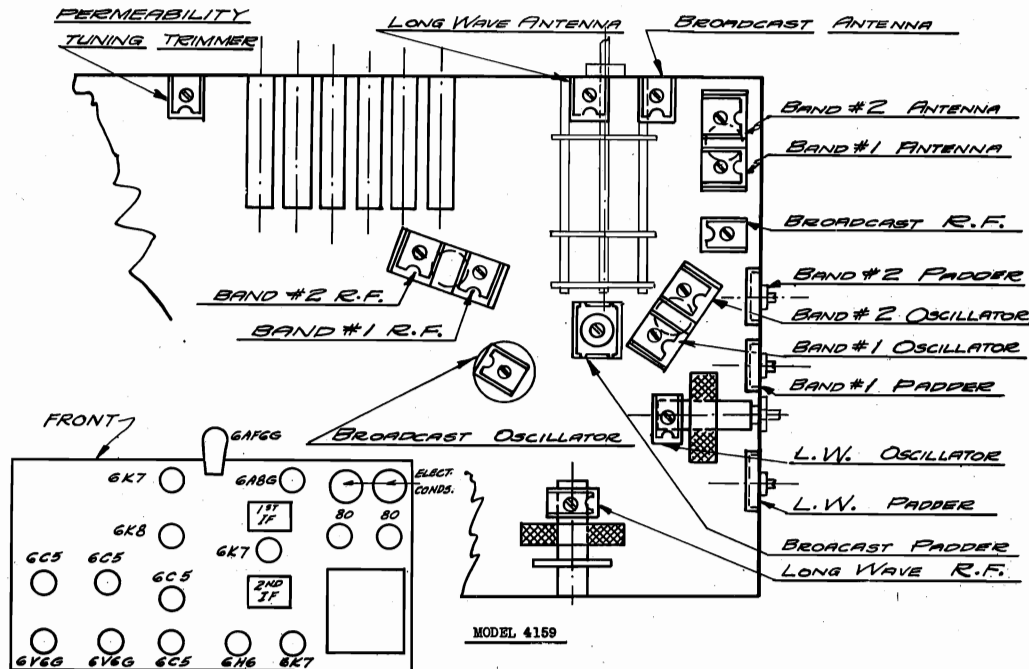 PERMEABILITY
TUNING TRIMMER
LONG WAVE ANTENNA
BROADCAST ANTENNA
BAND #2 ANTENNA
BAND #1 ANTENNA
BROADCAST R.F.
BAND #2 PADDER
BAND #2 OSCILLATOR
BAND #1 OSCILLATOR
BAND #1 PADDER
L.W. OSCILLATOR
L.W. PADDER
BROACAST PADDER
LONG WAVE R.F.
BAND #2 R.F.
BAND #1 R.F.
BROADCAST OSCILLATOR
FRONT
6AF6G
6K7
6A8G
ELECT.
CONDS.
1ST
IF
80
80
6K8
6K7
6C5
6C5
6C5
2ND
IF
6Y6G
6V6G
6C5
6H6
6K7
MODEL 4159